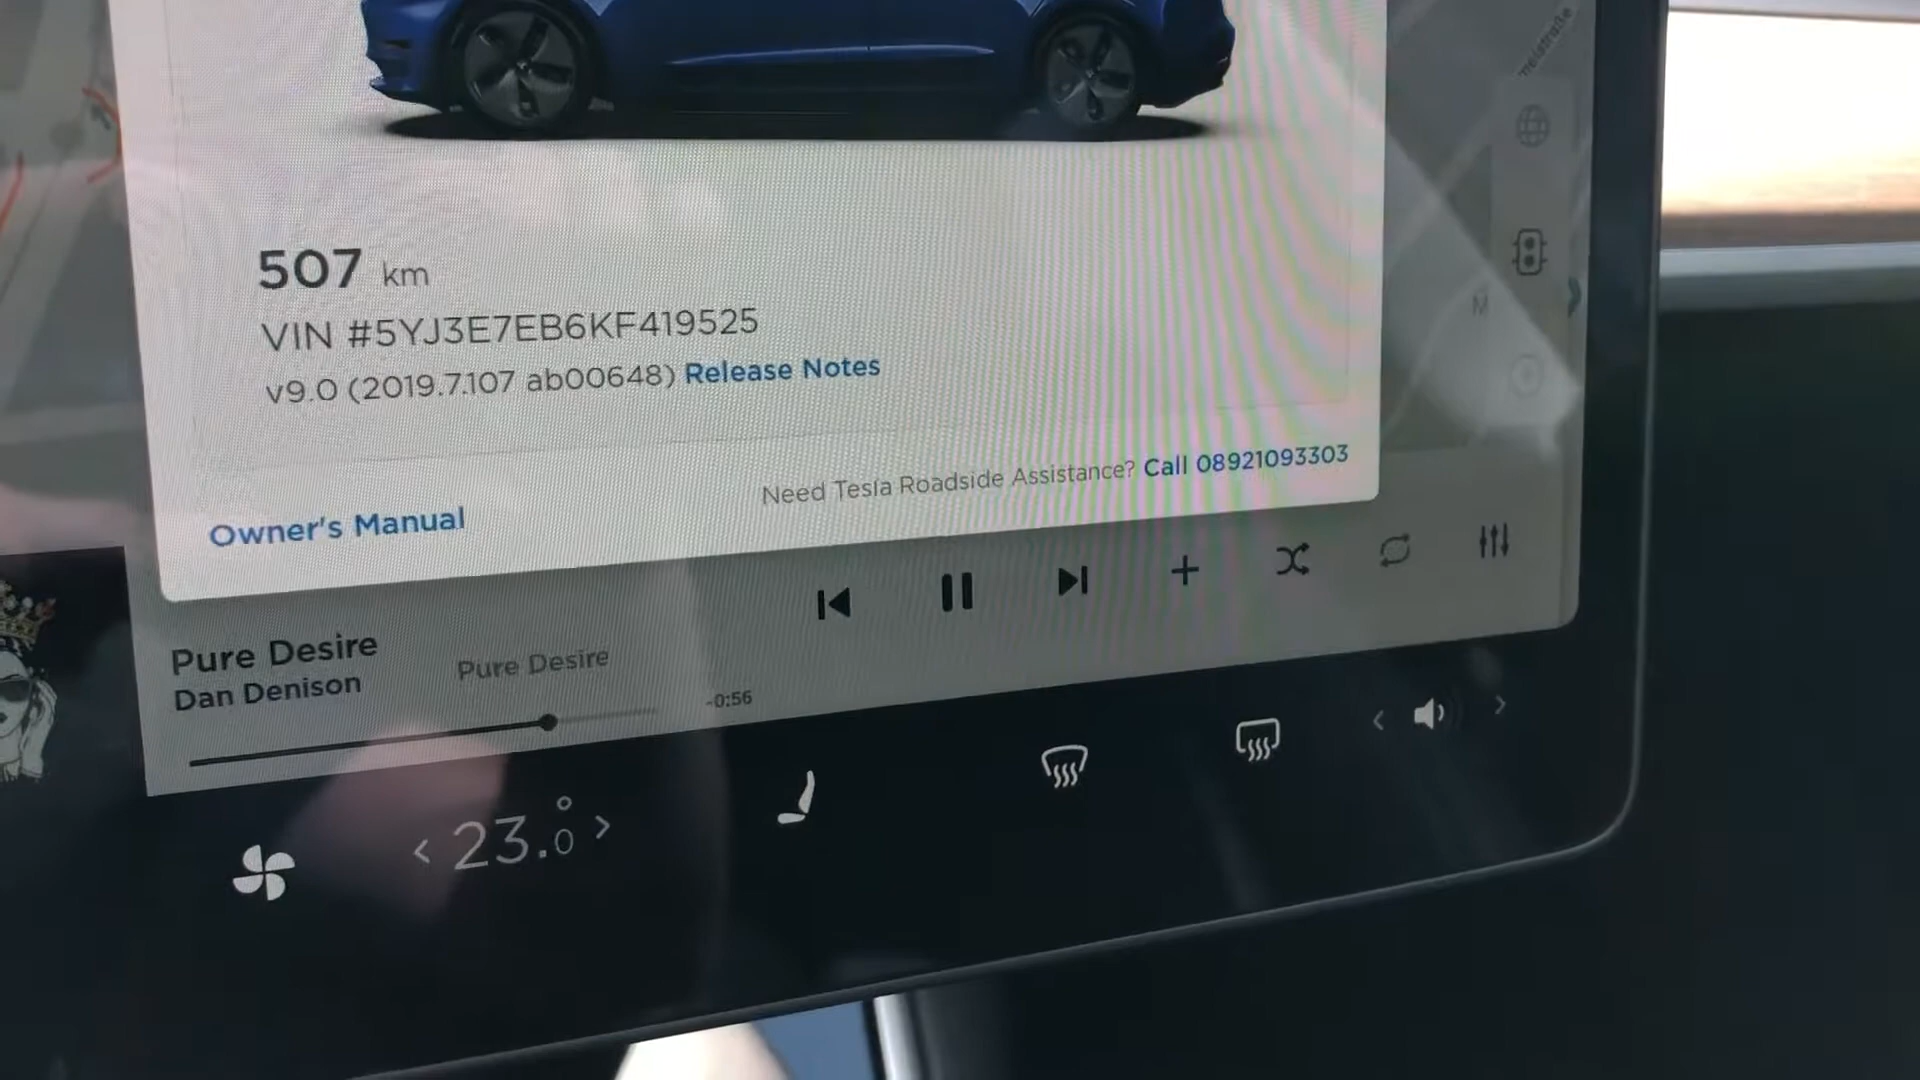 507 km
VIN #5YJ3E7EB6KF419525
v9.0 (2019.7.107 ab00648) Release Notes
Need Tesla Roadside Assistance? Call 08921093303
Owner's Manual
Pure Desire
Dan Denison
Pure Desire
-0:56
23.0°
M